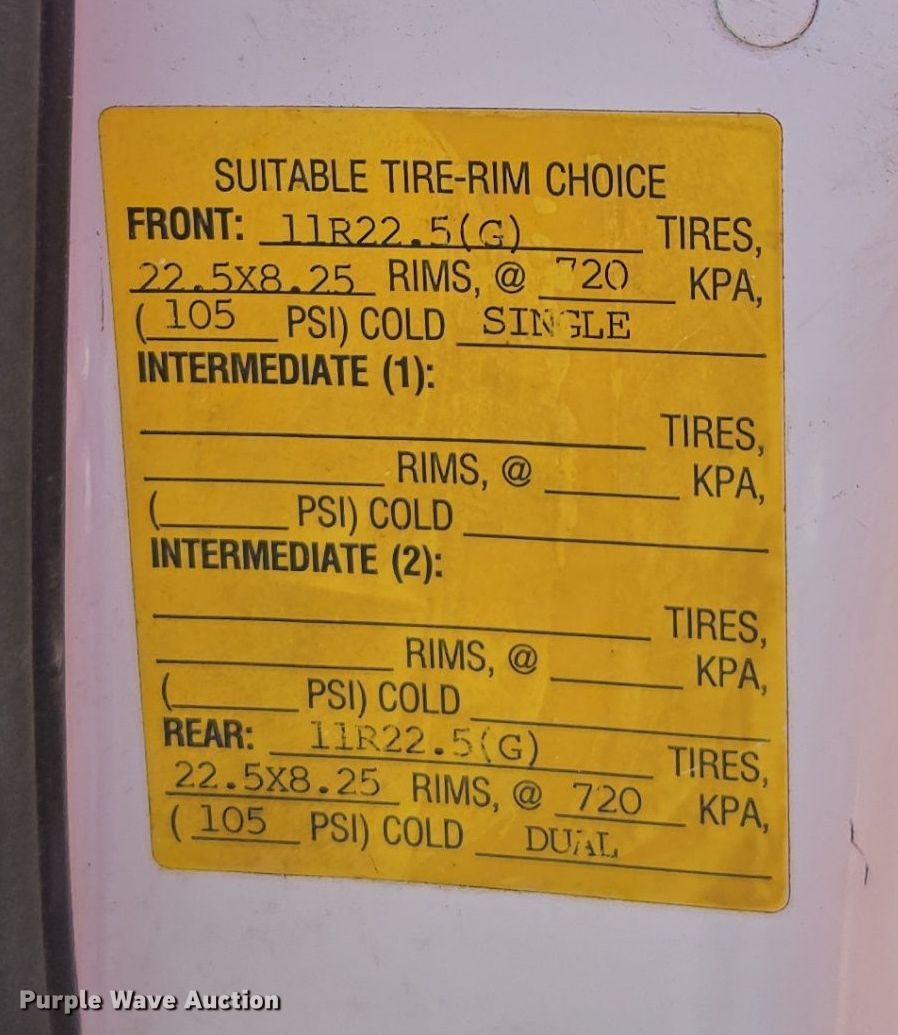 SUITABLE TIRE-RIM CHOICE
FRONT: 11R22.5(G) TIRES,
22.5X8.25 RIMS, @ 720 KPA,
(105 PSI) COLD SINGLE
INTERMEDIATE (1):
TIRES,
RIMS, @ KPA,
( PSI) COLD
INTERMEDIATE (2):
TIRES,
RIMS, @ KPA,
( PSI) COLD
REAR: 11R22.5(G) TIRES,
22.5X8.25 RIMS, @ 720 KPA,
(105 PSI) COLD DUAL
Purple Wave Auction